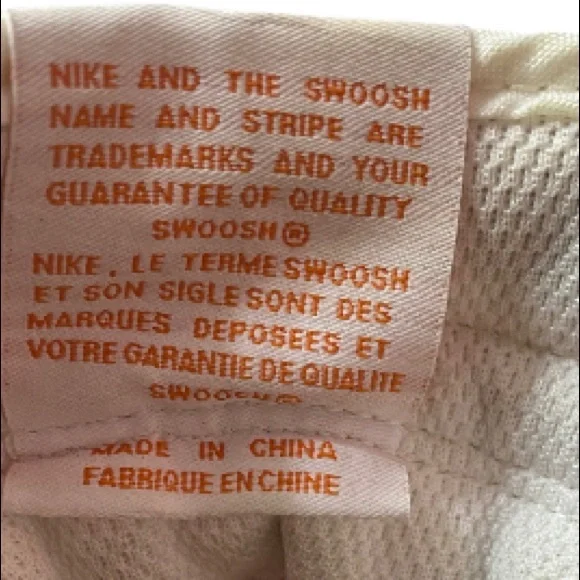 NIKE AND THE SWOOSH
NAME AND STRIPE ARE
TRADEMARKS AND YOUR
GUARANTEE OF QUALITY
SWOOSH®
NIKE. LE TERME SWOOSH
ET SON SIGLE SONT DES
MARQUES DEPOSEES ET
VOTRE GARANTIE DE QUALITE
SWOOSH®
MADE IN CHINA
FABRIQUE EN CHINE